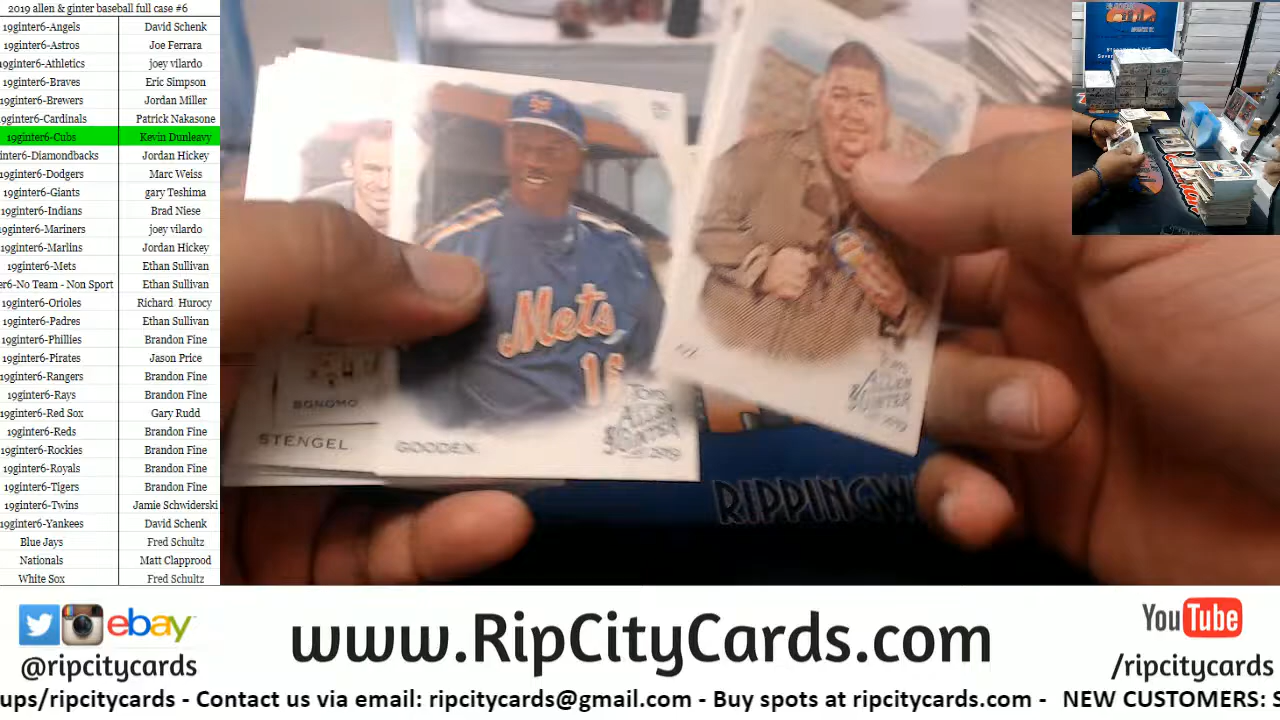 2019 allen & ginter baseball full case #6
19ginter6-Angels David Schenk
19ginter6-Astros Joe Ferrara
19ginter6-Athletics joey vilardo
19ginter6-Braves Eric Simpson
19ginter6-Brewers Jordan Miller
19ginter6-Cardinals Patrick Nakasone
19ginter6-Cubs Kevin Dunleavy
inter6-Diamondbacks Jordan Hickey
19ginter6-Dodgers Marc Weiss
19ginter6-Giants gary Teshima
19ginter6-Indians Brad Niese
19ginter6-Mariners joey vilardo
19ginter6-Marlins Jordan Hickey
19ginter6-Mets Ethan Sullivan
er6-No Team - Non Sport Ethan Sullivan
19ginter6-Orioles Richard Hurocy
19ginter6-Padres Ethan Sullivan
19ginter6-Phillies Brandon Fine
19ginter6-Pirates Jason Price
19ginter6-Rangers Brandon Fine
19ginter6-Rays Brandon Fine
19ginter6-Red Sox Gary Rudd
19ginter6-Reds Brandon Fine
19ginter6-Rockies Brandon Fine
19ginter6-Royals Brandon Fine
19ginter6-Tigers Brandon Fine
19ginter6-Twins Jamie Schwiderski
19ginter6-Yankees David Schenk
Blue Jays Fred Schultz
Nationals Matt Clapprood
White Sox Fred Schultz
Mets
16
BONOMO
STENGEL
GOODEN
Topps
ALLEN
& GINTER
2019
ALLEN
GINTER
RIPPINGW
ebay
@ripcitycards
www.RipCityCards.com
YouTube
/ripcitycards
ups/ripcitycards - Contact us via email: ripcitycards@gmail.com - Buy spots at ripcitycards.com - NEW CUSTOMERS: S